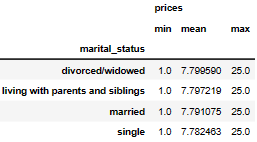 prices
min mean max
marital_status
divorced/widowed 1.0 7.799590 25.0
living with parents and siblings 1.0 7.797219 25.0
married 1.0 7.791075 25.0
single 1.0 7.782463 25.0